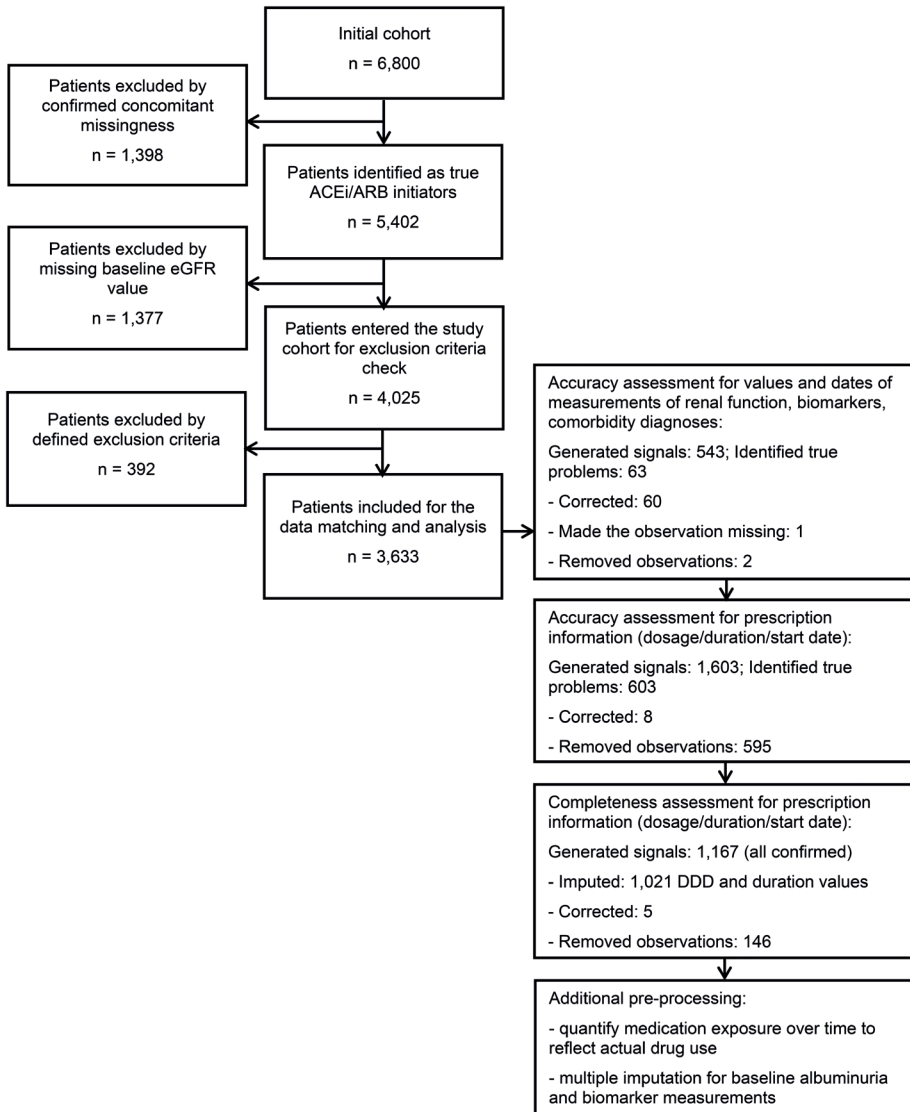 Initial cohort
n = 6,800
Patients excluded by
confirmed concomitant
missingness
n = 1,398
Patients identified as true
ACEi/ARB initiators
n = 5,402
Patients excluded by
missing baseline eGFR
value
n = 1,377
Patients entered the study
cohort for exclusion criteria
check
n = 4,025
Patients excluded by
defined exclusion criteria
n = 392
Patients included for the
data matching and analysis
n = 3,633
Accuracy assessment for values and dates of
measurements of renal function, biomarkers,
comorbidity diagnoses:
Generated signals: 543; Identified true
problems: 63
- Corrected: 60
- Made the observation missing: 1
- Removed observations: 2
Accuracy assessment for prescription
information (dosage/duration/start date):
Generated signals: 1,603; Identified true
problems: 603
- Corrected: 8
- Removed observations: 595
Completeness assessment for prescription
information (dosage/duration/start date):
Generated signals: 1,167 (all confirmed)
- Imputed: 1,021 DDD and duration values
- Corrected: 5
- Removed observations: 146
Additional pre-processing:
- quantify medication exposure over time to
reflect actual drug use
- multiple imputation for baseline albuminuria
and biomarker measurements